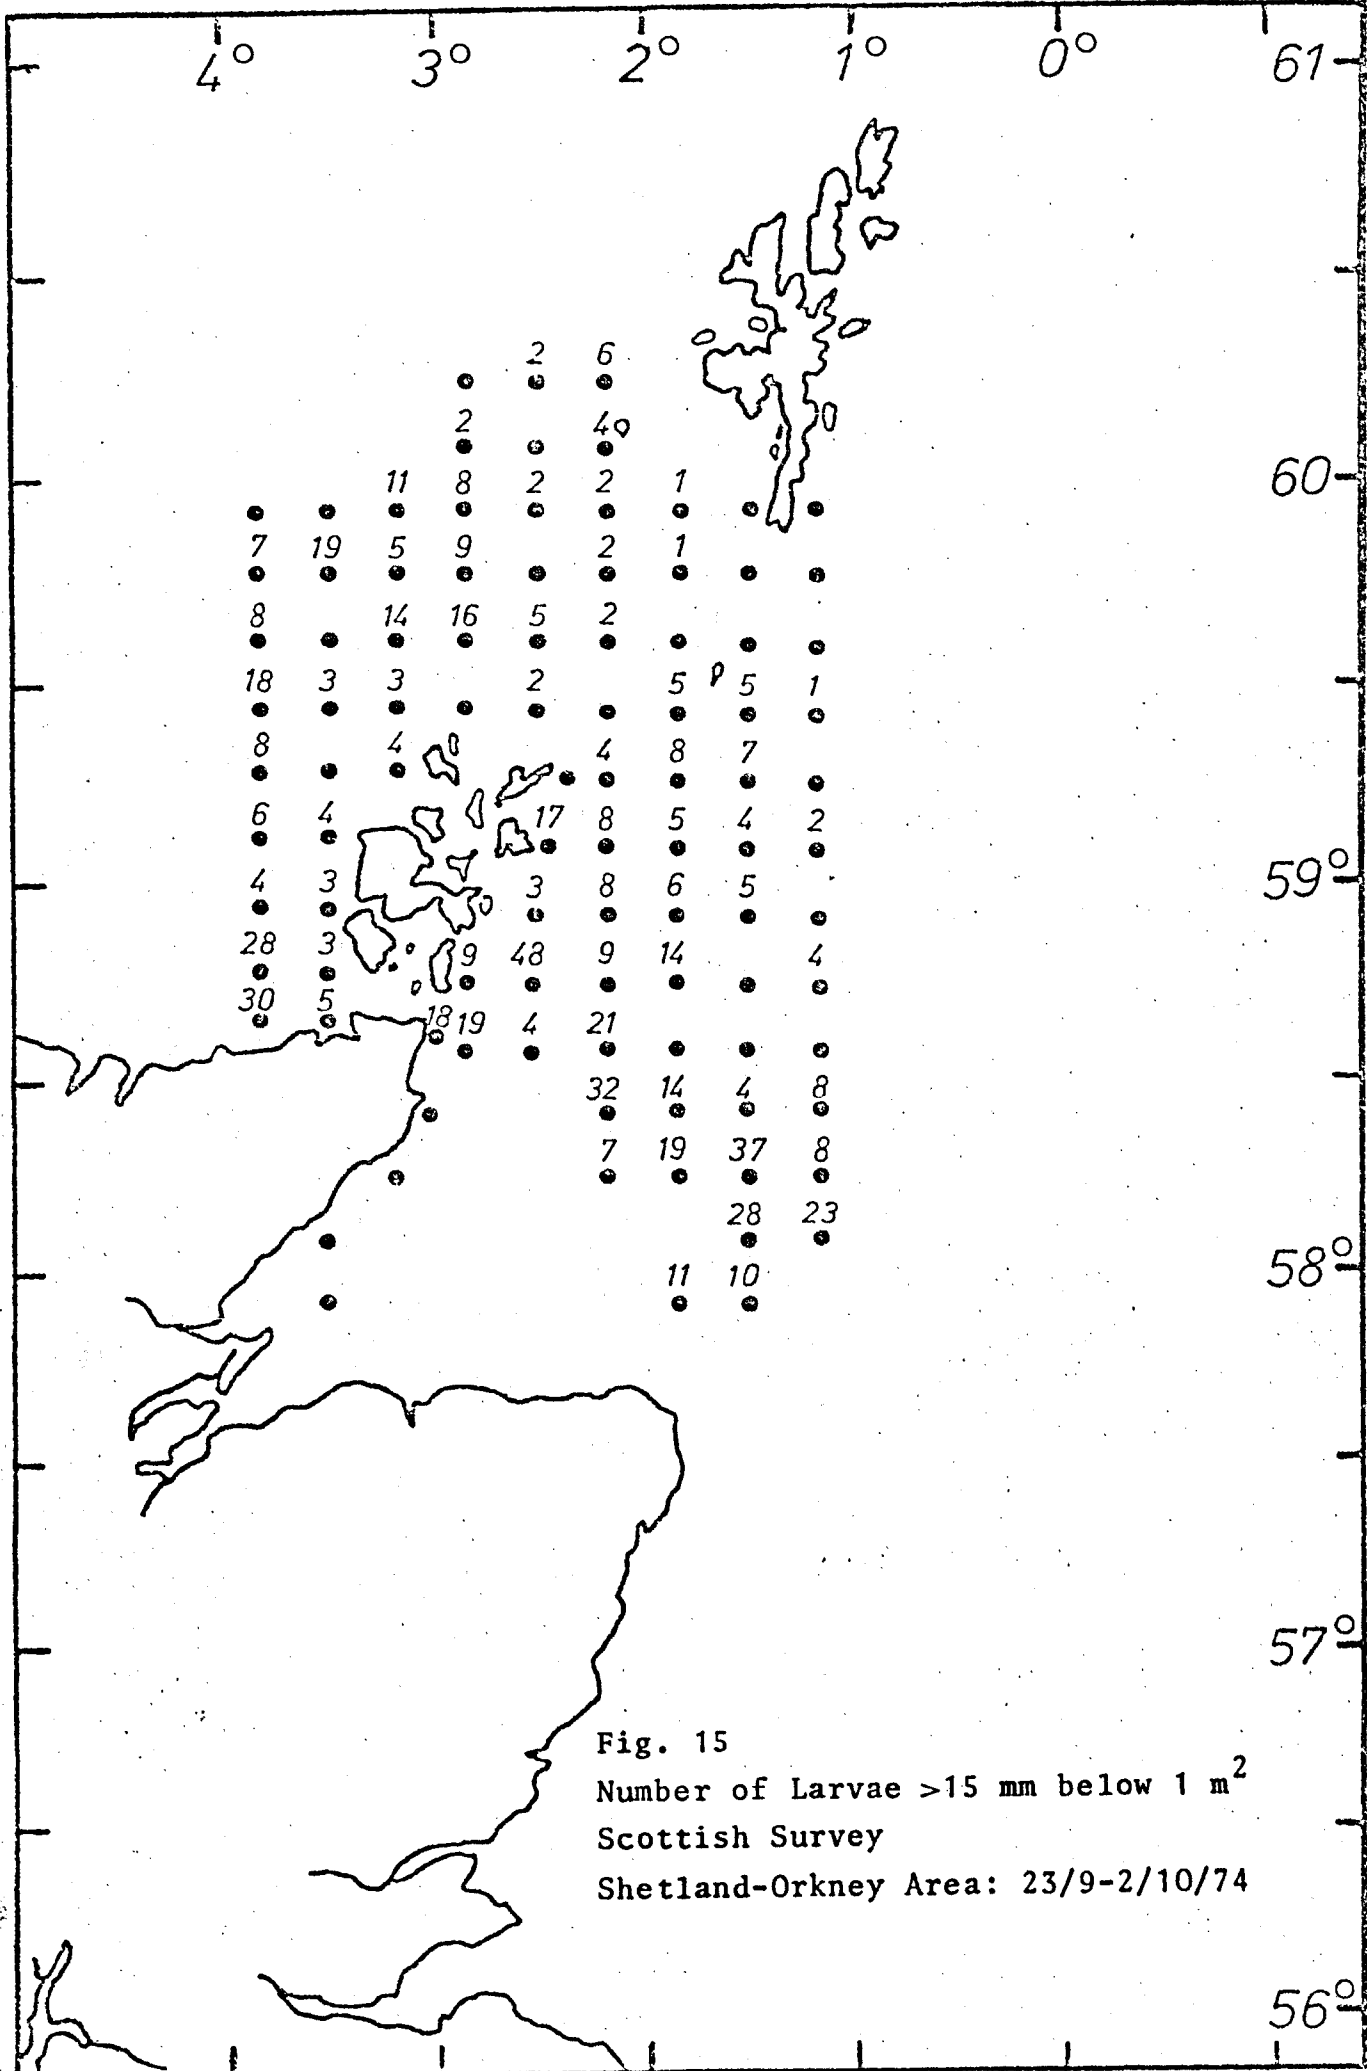 4° 3° 2° 1° 0° 61
2 6
2 4
60
11 8 2 2 1
7 19 5 9 2 1
8 14 16 5 2
18 3 3 2 5 5 1
8 4 4 8 7
6 4 17 8 5 4 2
59°
4 3 3 8 6 5
28 3 9 48 9 14 4
30 5 18 19 4 21
32 14 4 8
7 19 37 8
28 23
58°
11 10
57°
Fig. 15
Number of Larvae >15 mm below 1 m²
Scottish Survey
Shetland-Orkney Area: 23/9-2/10/74
56°